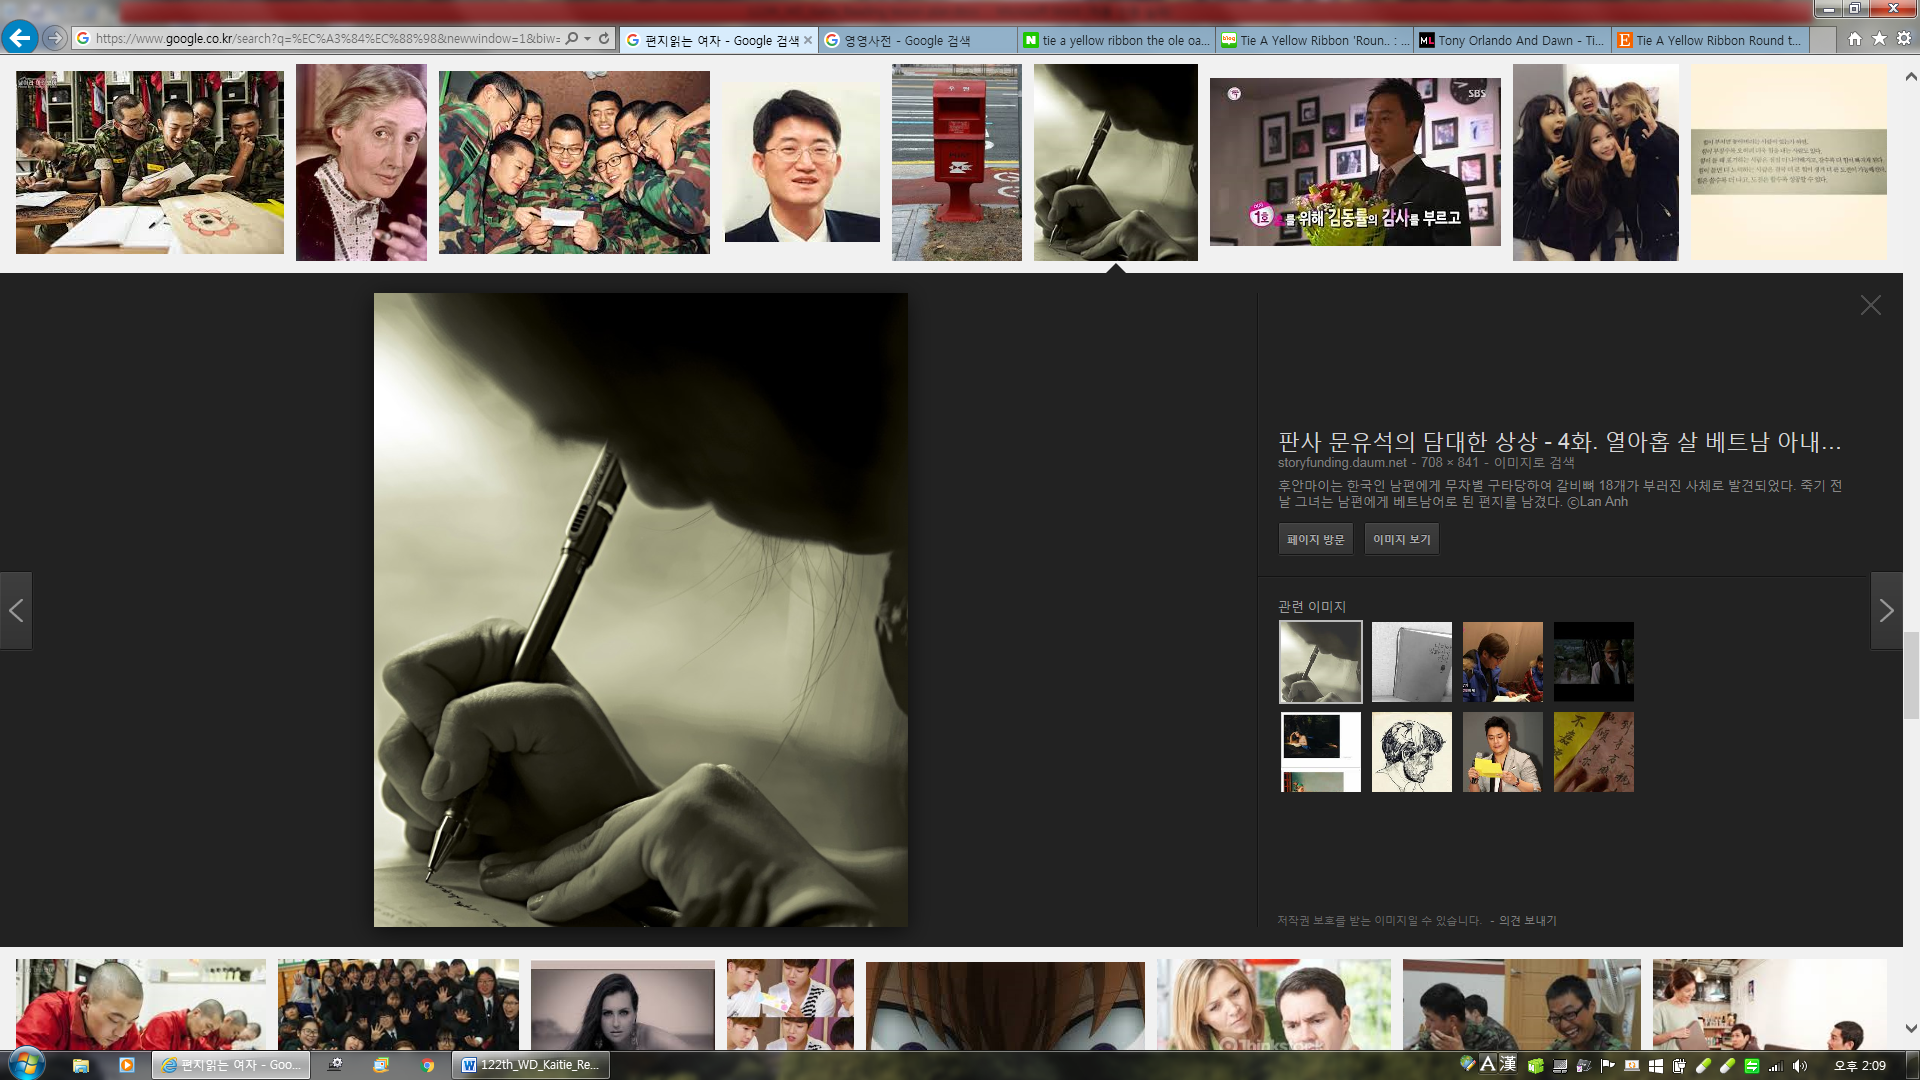 https://www.google.co.kr/search?q=%EC%A3%84%EC%88%98&newwindow=1&biw=
편지읽는 여자 - Google 검색
영영사전 - Google 검색
tie a yellow ribbon the ole oa...
Tie A Yellow Ribbon 'Roun.. : ...
Tony Orlando And Dawn - Ti...
Tie A Yellow Ribbon Round t...
SBS
1호
를 위해 김동률의 감사를 부르고
판사 문유석의 담대한 상상 - 4화. 열아홉 살 베트남 아내...
storyfunding.daum.net - 708 × 841 - 이미지로 검색
후안마이는 한국인 남편에게 무차별 구타당하여 갈비뼈 18개가 부러진 사체로 발견되었다. 죽기 전
날 그녀는 남편에게 베트남어로 된 편지를 남겼다. ⓒLan Anh
페이지 방문
이미지 보기
관련 이미지
저작권 보호를 받는 이미지일 수 있습니다. - 의견 보내기
Thinkstock
편지읽는 여자 - Goo...
122th_WD_Kaitie_Re...
A 漢
오후 2:09